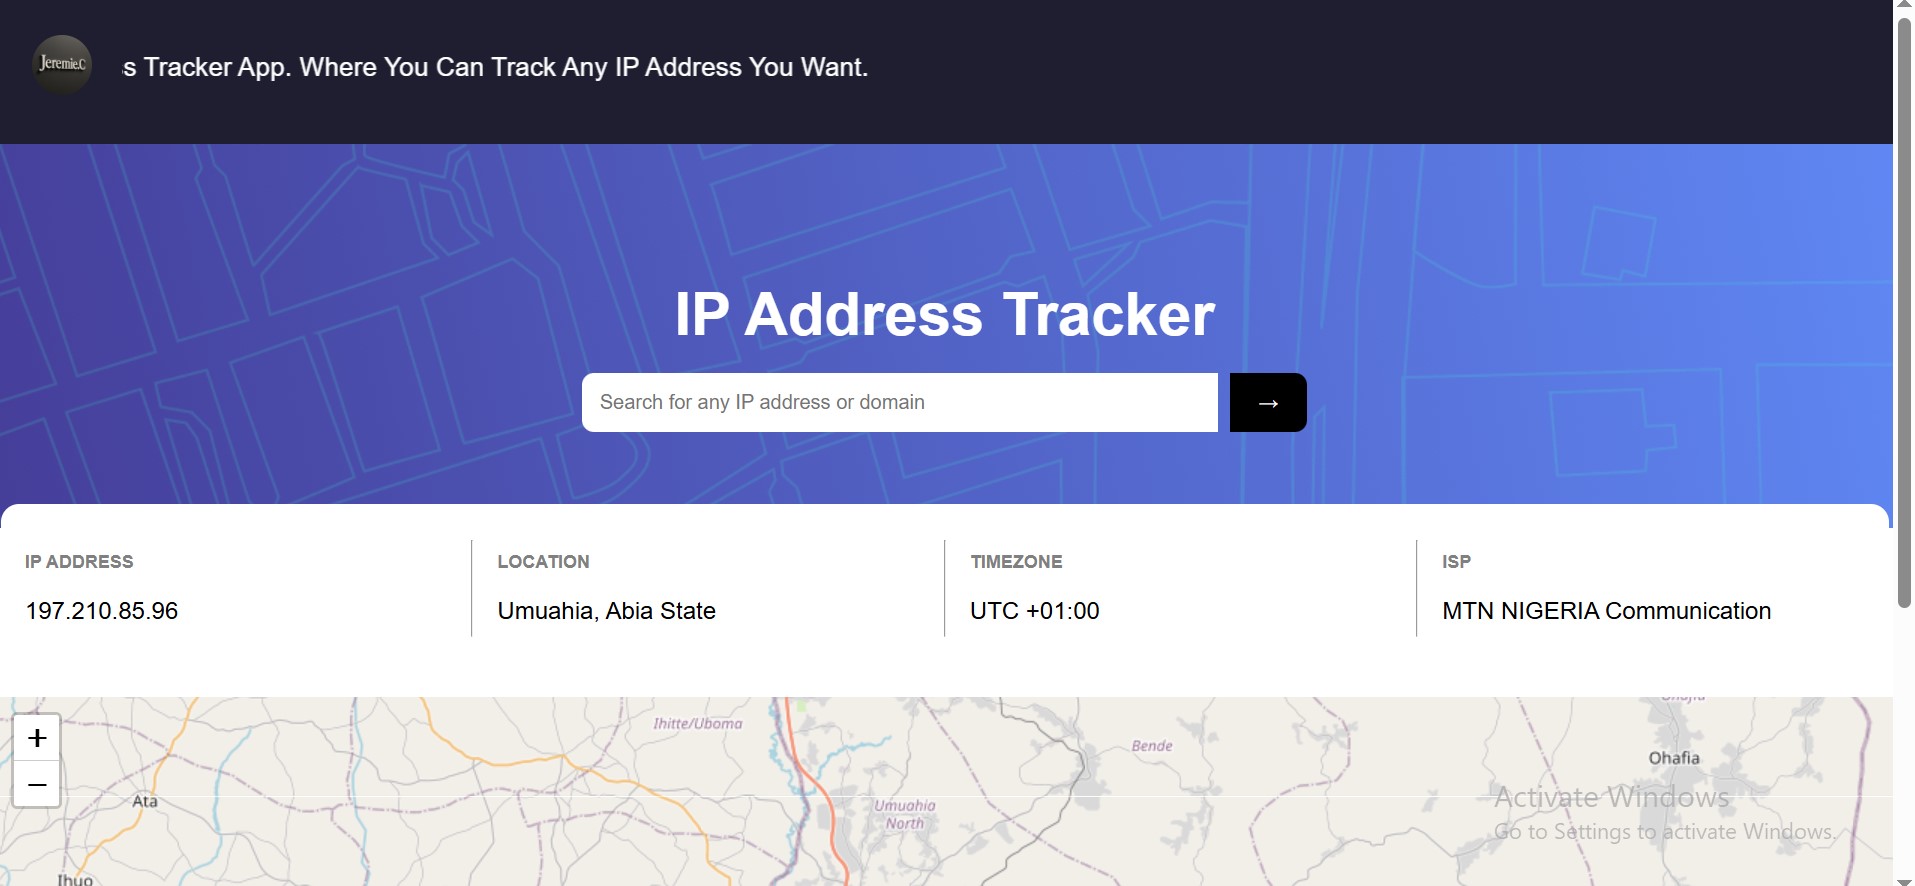 Jeremie.C
s Tracker App. Where You Can Track Any IP Address You Want.
IP Address Tracker
Search for any IP address or domain
→
IP ADDRESS
197.210.85.96
LOCATION
Umuahia, Abia State
TIMEZONE
UTC +01:00
ISP
MTN NIGERIA Communication
+
−
Ihitte/Uboma
Bende
Ohafia
Ohafia
Ata
Umuahia
North
Ihuo
Activate Windows
Go to Settings to activate Windows.